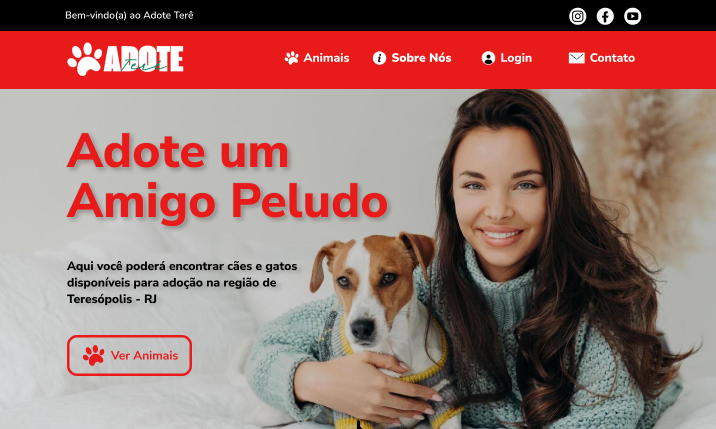 Bem-vindo(a) ao Adote Terê
ADOTE
Terê
Animais
Sobre Nós
Login
Contato
Adote um
Amigo Peludo
Aqui você poderá encontrar cães e gatos
disponíveis para adoção na região de
Teresópolis - RJ
Ver Animais